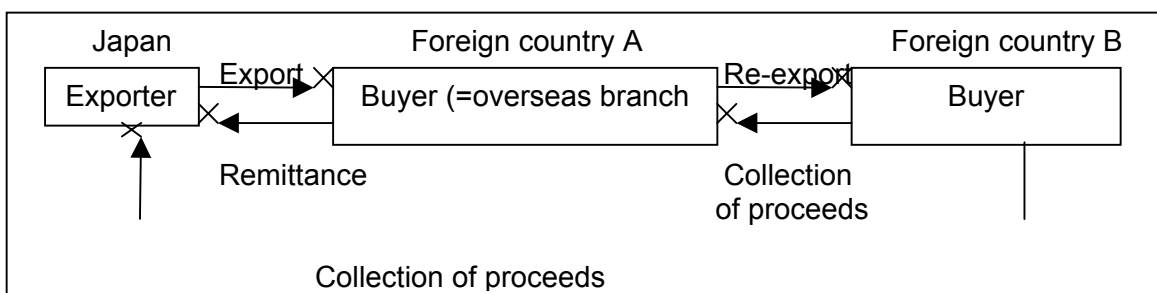 Japan Foreign country A Foreign country B
Export Re-export
Exporter Buyer (=overseas branch Buyer
Remittance Collection
of proceeds
Collection of proceeds